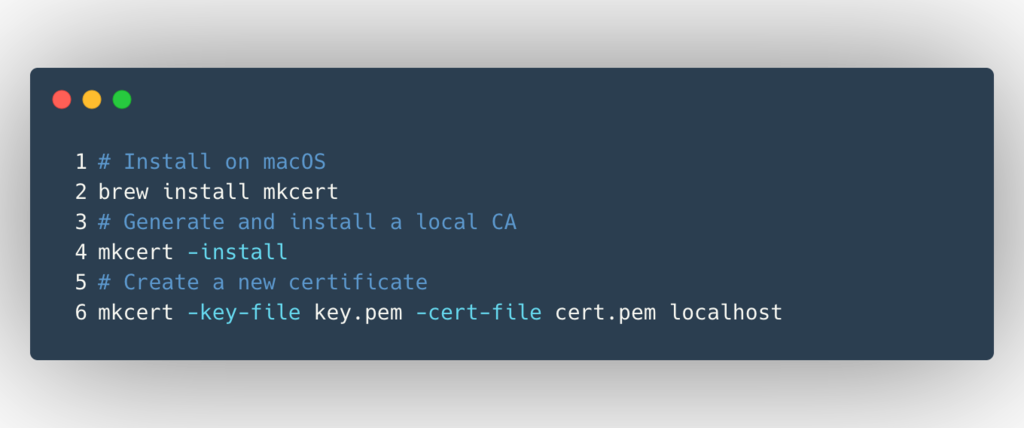 1 # Install on macOS
2 brew install mkcert
3 # Generate and install a local CA
4 mkcert -install
5 # Create a new certificate
6 mkcert -key-file key.pem -cert-file cert.pem localhost